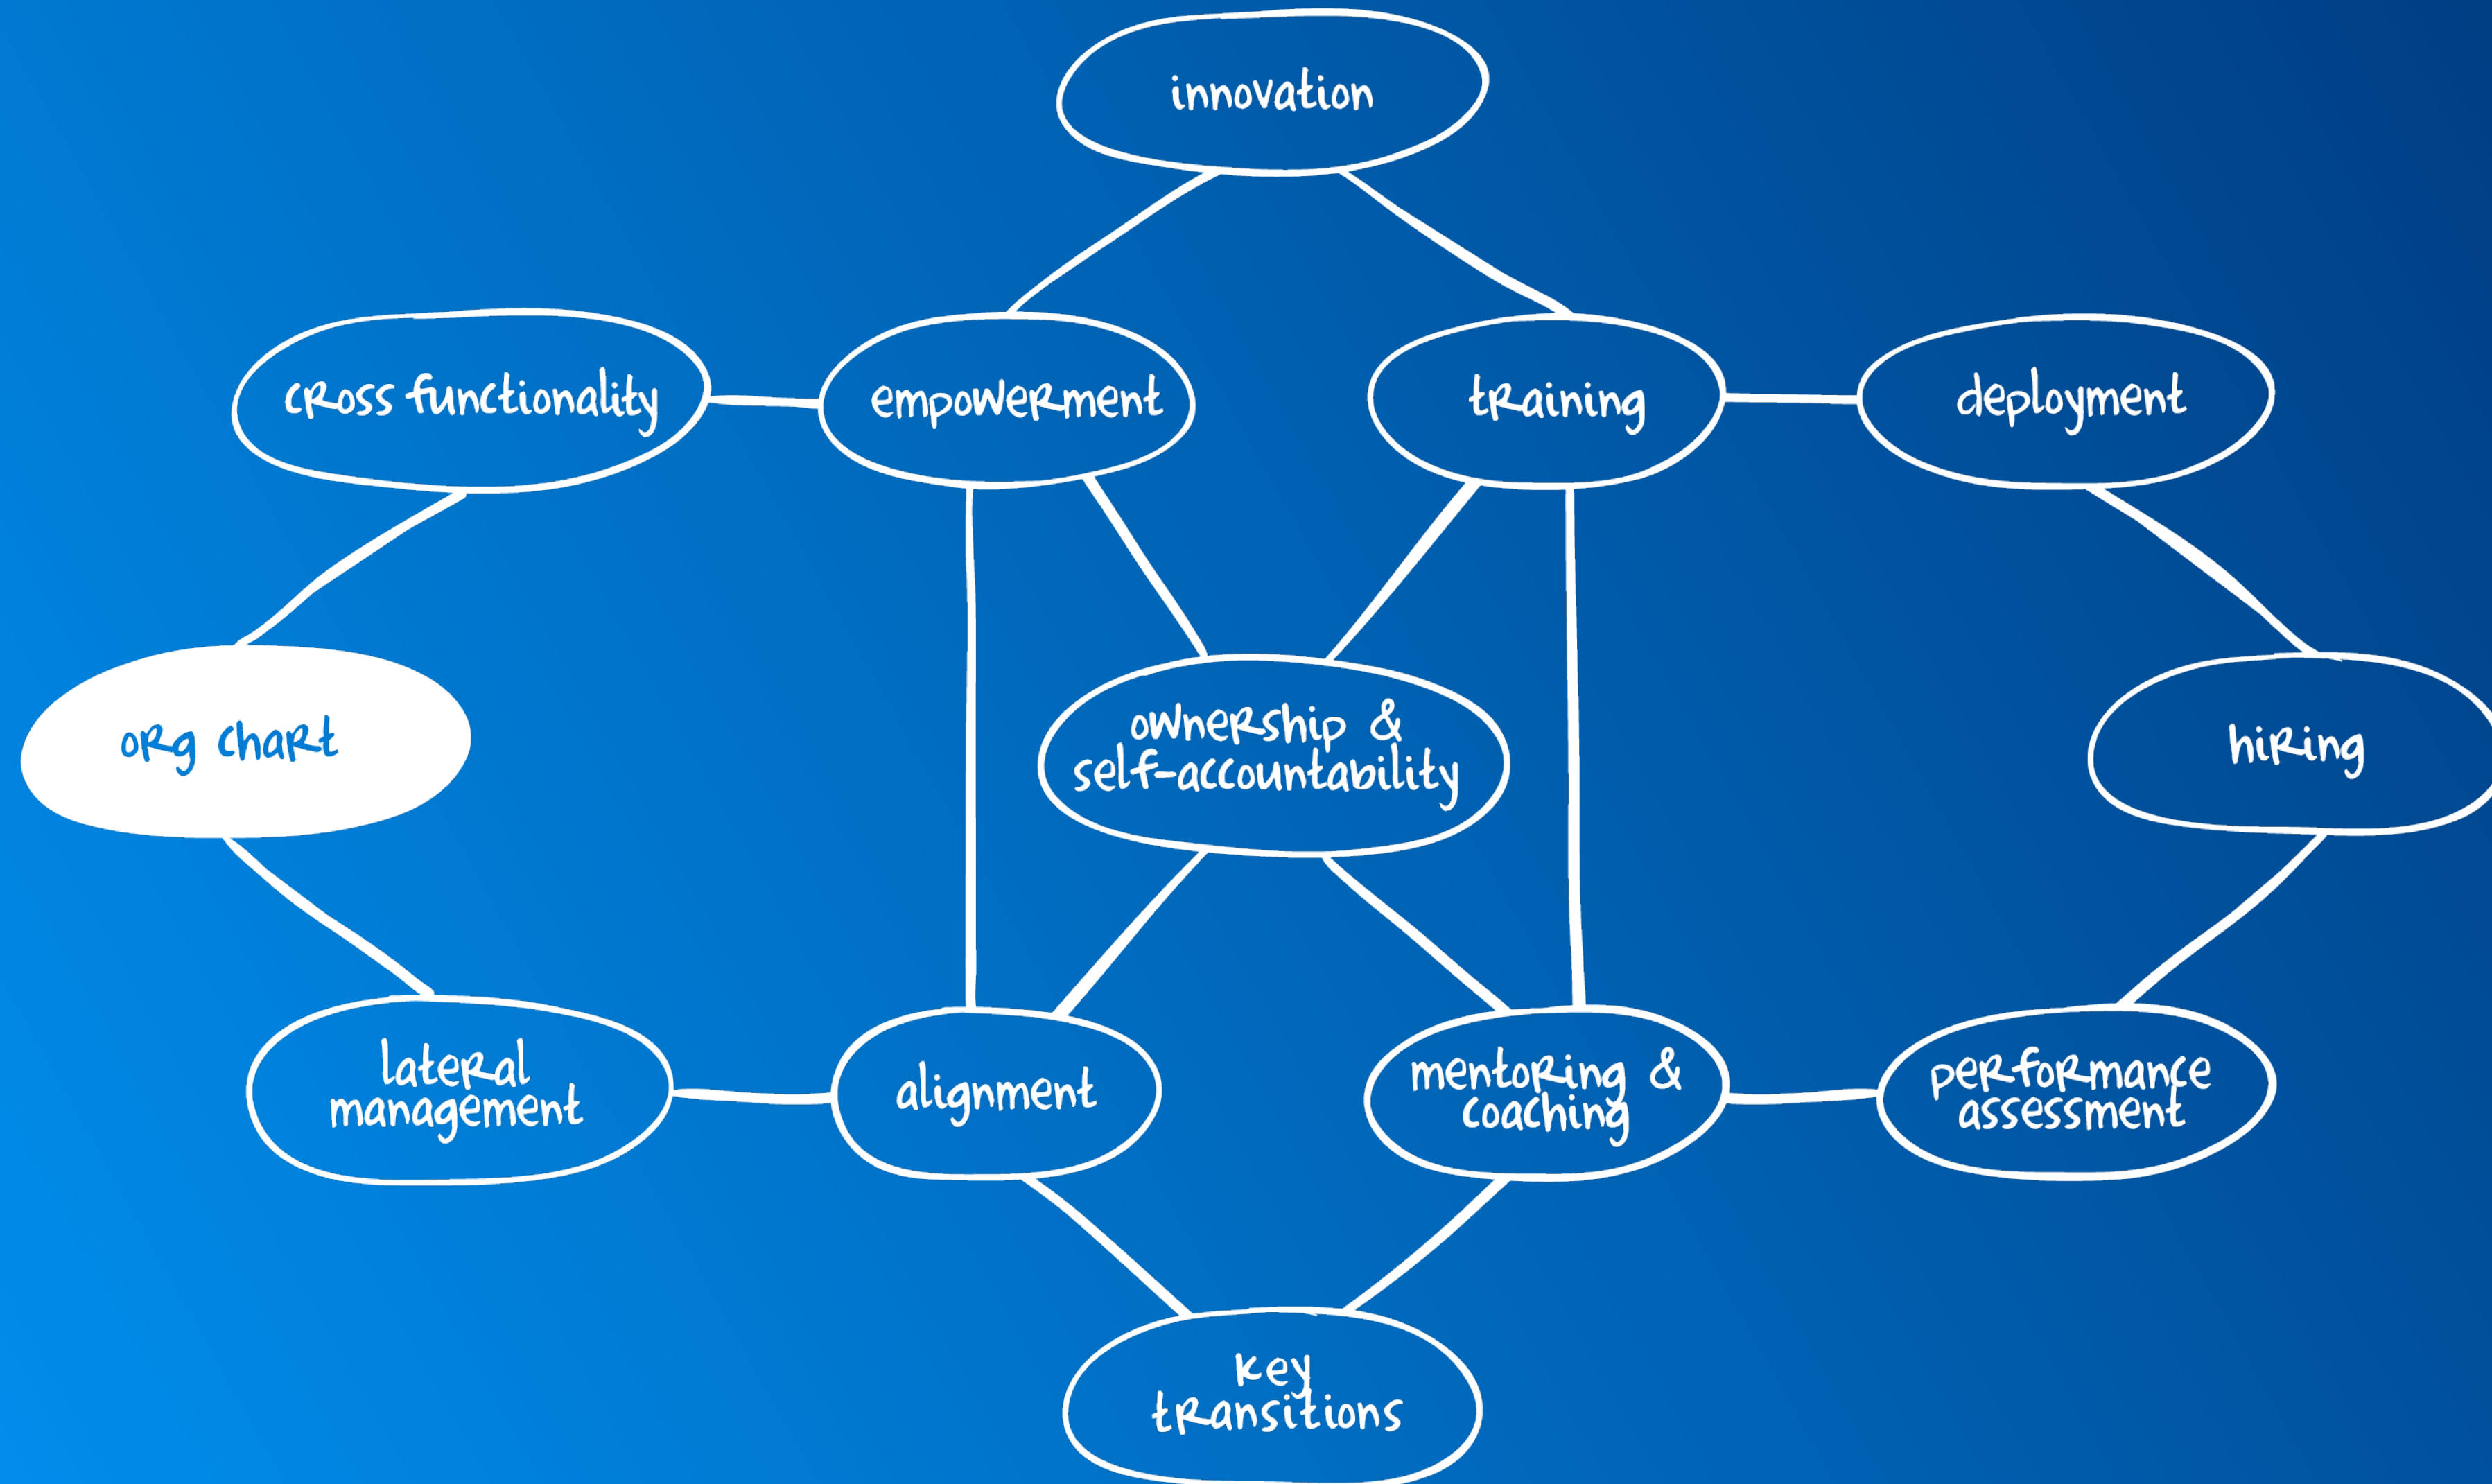 innovation
cross functionality
empowerment
training
deployment
org chart
ownership &
self-accountability
hiring
lateral
management
alignment
mentoring &
coaching
performance
assessment
key
transitions